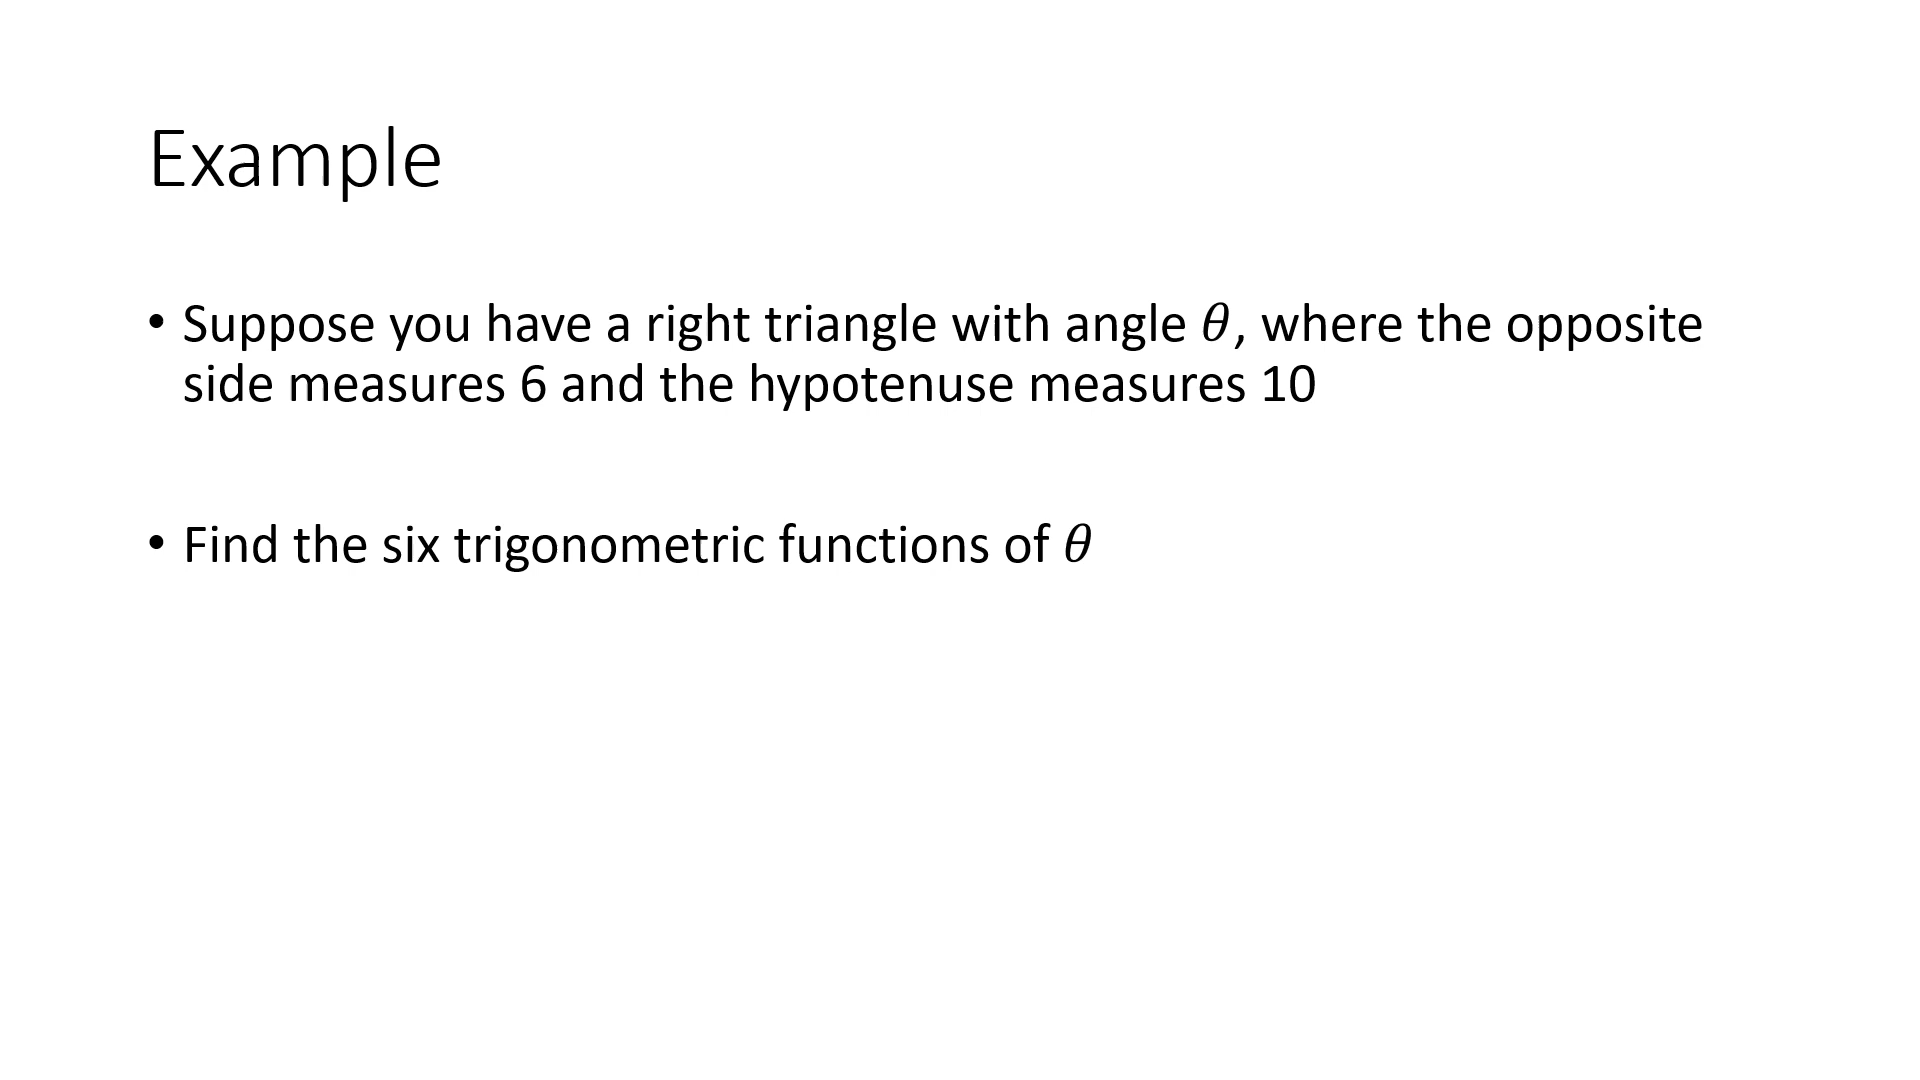 Example
• Suppose you have a right triangle with angle 𝜃, where the opposite
side measures 6 and the hypotenuse measures 10
• Find the six trigonometric functions of 𝜃